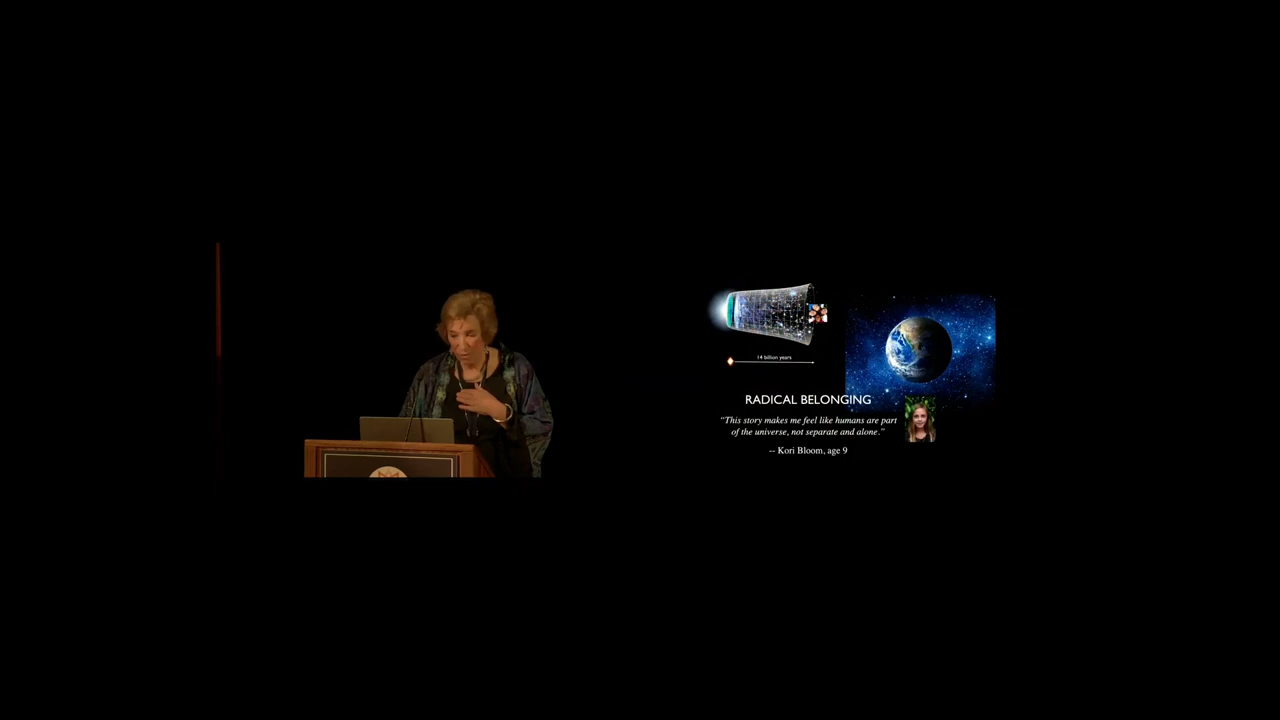 14 billion years
RADICAL BELONGING
“This story makes me feel like humans are part
of the universe, not separate and alone.”
-- Kori Bloom, age 9